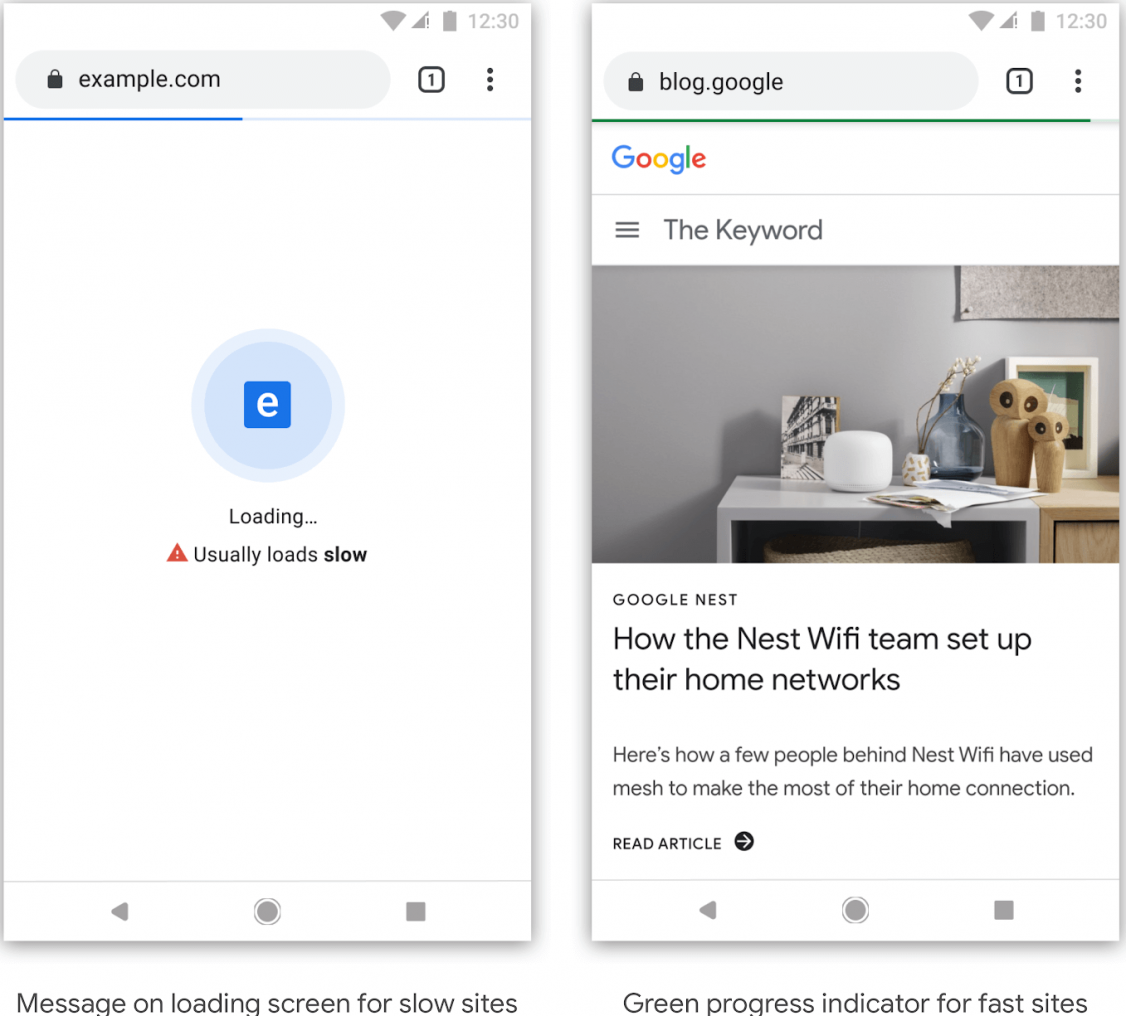 12:30
example.com
1
e
Loading...
Usually loads slow
Message on loading screen for slow sites
12:30
blog.google
1
Google
The Keyword
GOOGLE NEST
How the Nest Wifi team set up
their home networks
Here's how a few people behind Nest Wifi have used
mesh to make the most of their home connection.
READ ARTICLE
Green progress indicator for fast sites